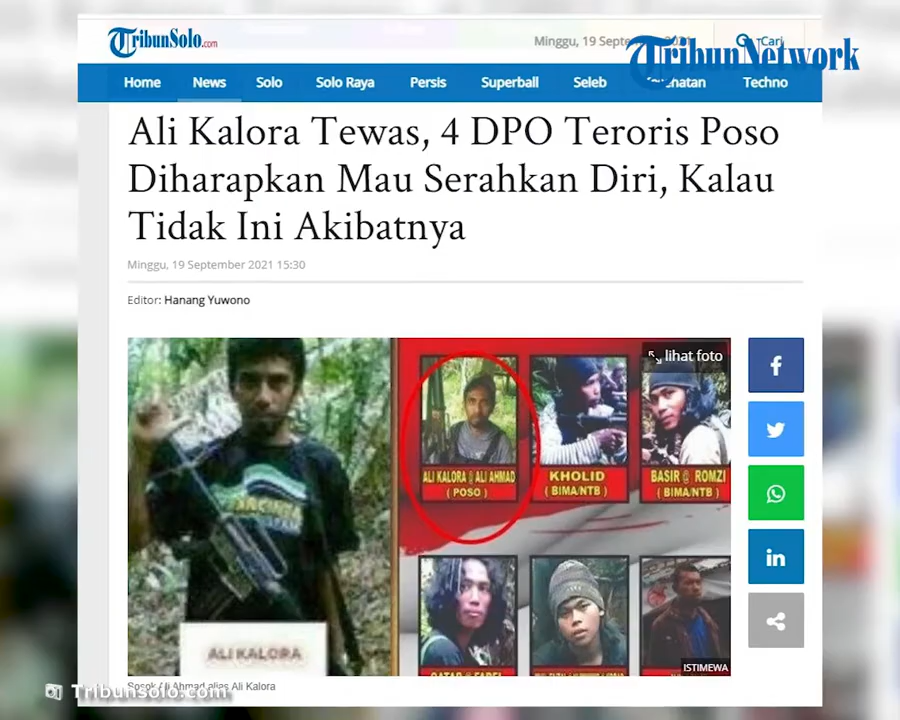 TribunSolo.com
Minggu, 19 Sept
Cari
TribunNetwork
Home News Solo Solo Raya Persis Superball Seleb Kesehatan Techno
Ali Kalora Tewas, 4 DPO Teroris Poso
Diharapkan Mau Serahkan Diri, Kalau
Tidak Ini Akibatnya
Minggu, 19 September 2021 15:30
Editor: Hanang Yuwono
lihat foto
ALI KALORA @ ALI AHMAD
( POSO )
KHOLID
( BIMA/NTB )
BASIR @ ROMZI
( BIMA/NTB )
ALI KALORA
ISTIMEWA
Sosok Ali Ahmad alias Ali Kalora
Tribunsolo.com